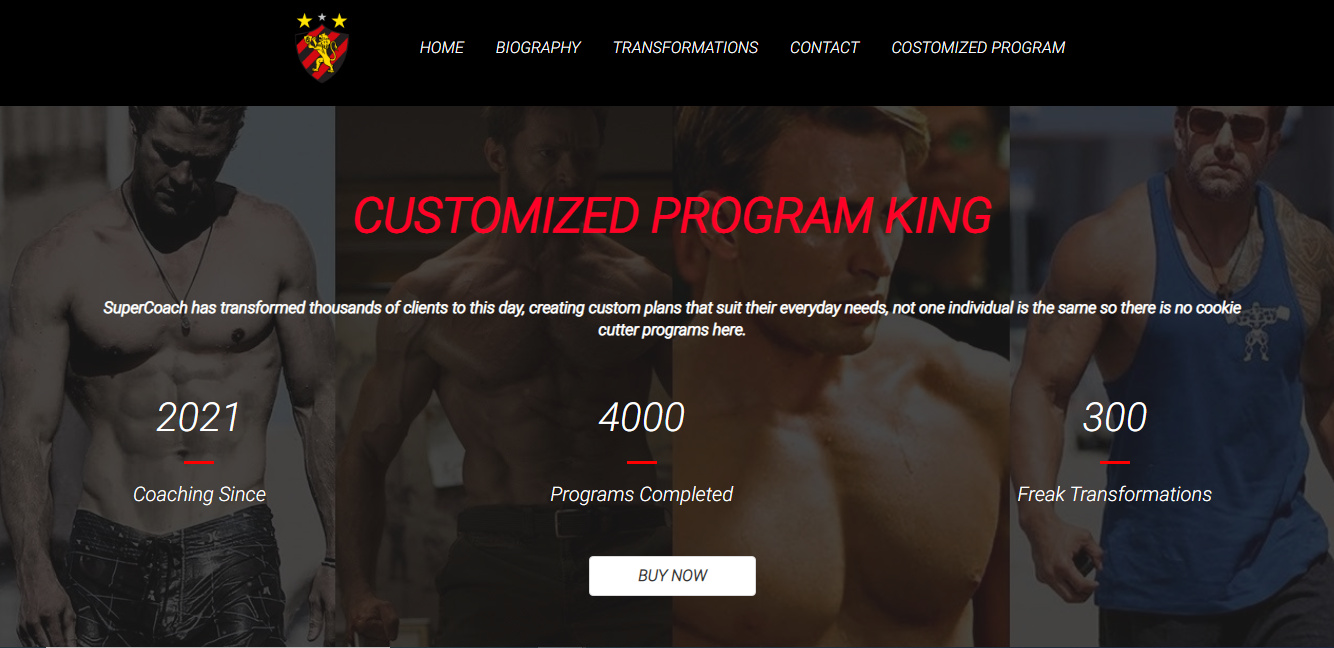 HOME BIOGRAPHY TRANSFORMATIONS CONTACT COSTOMIZED PROGRAM
CUSTOMIZED PROGRAM KING
SuperCoach has transformed thousands of clients to this day, creating custom plans that suit their everyday needs, not one individual is the same so there is no cookie
cutter programs here.
2021 4000 300
Coaching Since Programs Completed Freak Transformations
BUY NOW